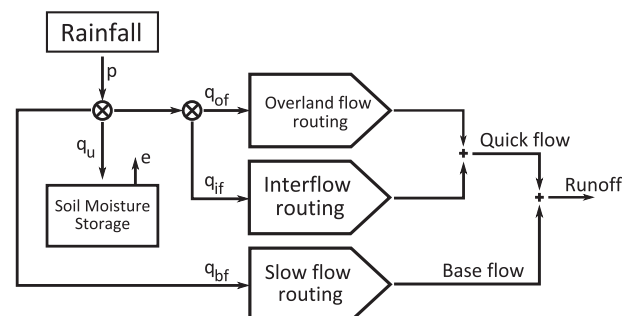 Rainfall
p
q_of
Overland flow
routing
Quick flow
q_u
e
Soil Moisture
Storage
q_if
Interflow
routing
Runoff
q_bf
Slow flow
routing
Base flow